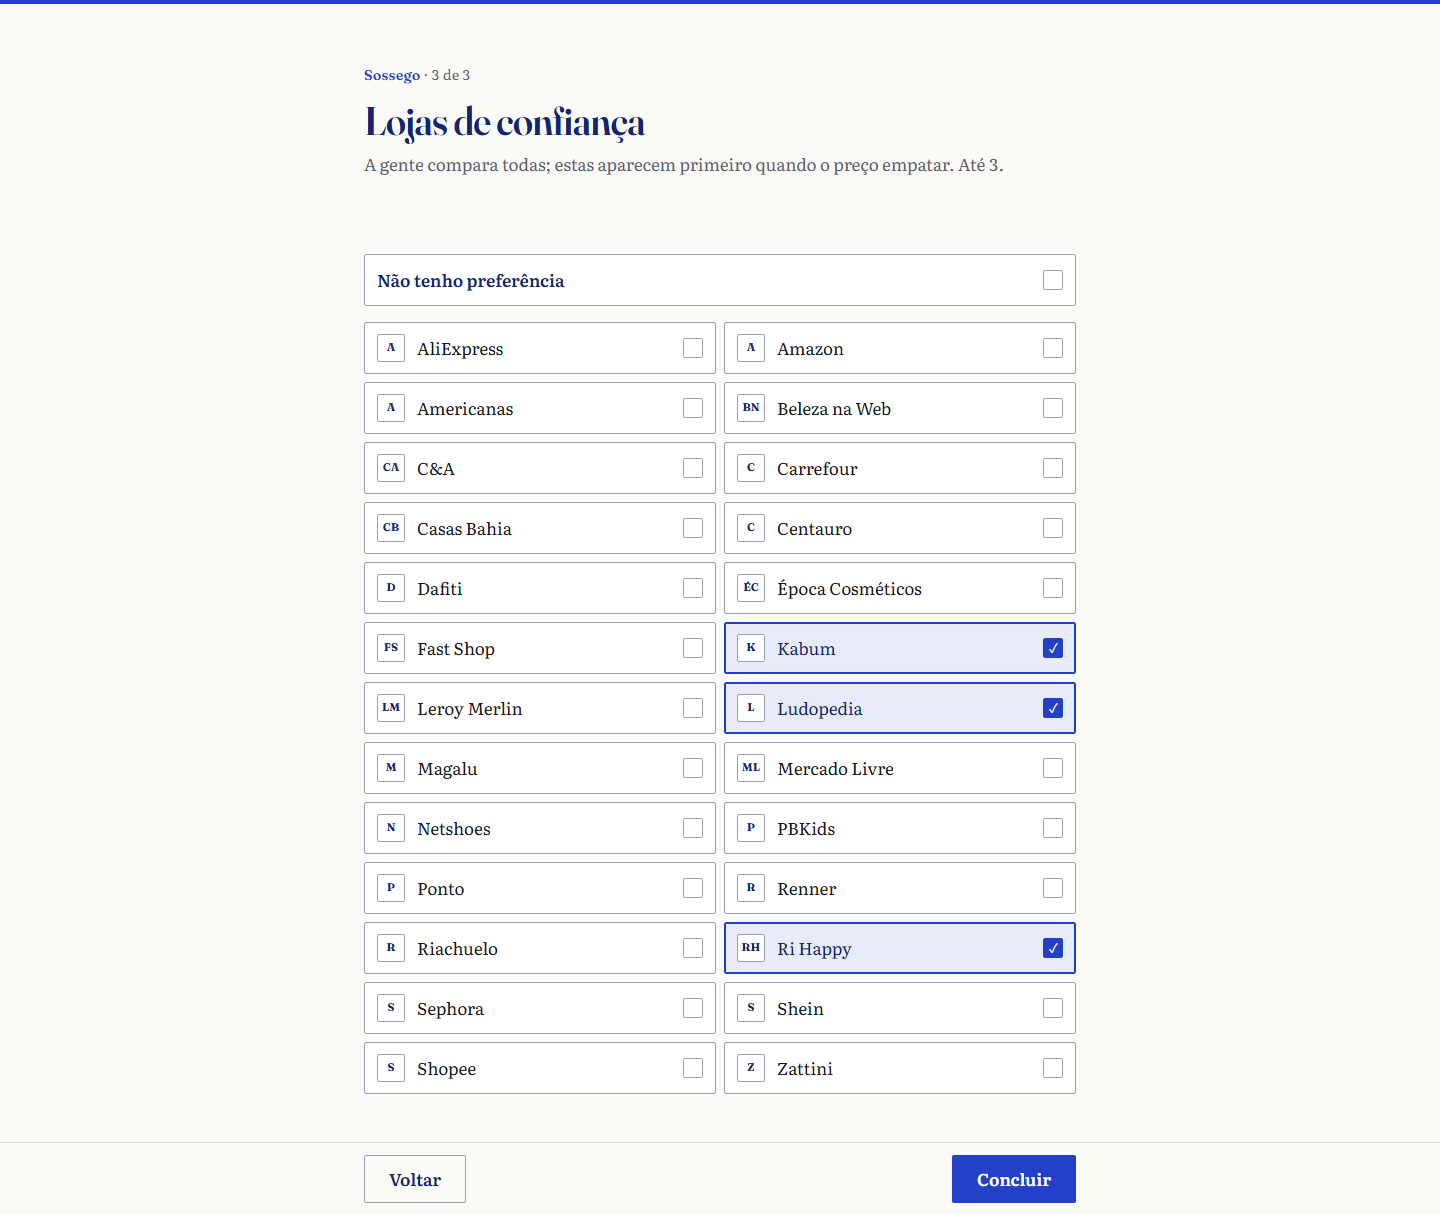 Sossego · 3 de 3
Lojas de confiança
A gente compara todas; estas aparecem primeiro quando o preço empatar. Até 3.
Não tenho preferência
A AliExpress
A Amazon
A Americanas
BN Beleza na Web
CA C&A
C Carrefour
CB Casas Bahia
C Centauro
D Dafiti
ÉC Época Cosméticos
FS Fast Shop
K Kabum
LM Leroy Merlin
L Ludopedia
M Magalu
ML Mercado Livre
N Netshoes
P PBKids
P Ponto
R Renner
R Riachuelo
RH Ri Happy
S Sephora
S Shein
S Shopee
Z Zattini
Voltar
Concluir